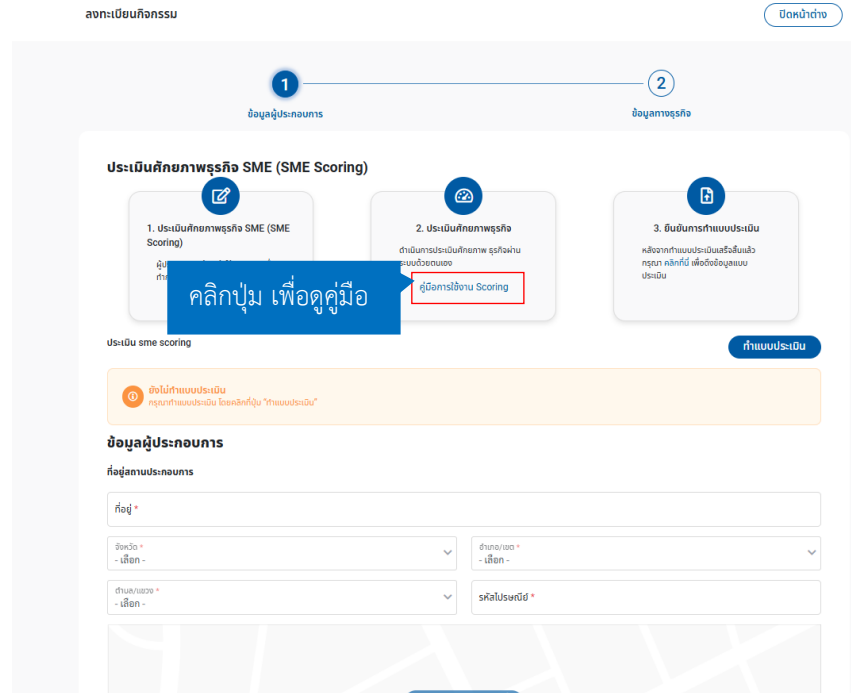 ลงทะเบียนกิจกรรม
ปิดหน้าต่าง
1
2
ข้อมูลผู้ประกอบการ
ข้อมูลทางธุรกิจ
ประเมินศักยภาพธุรกิจ SME (SME Scoring)
1. ประเมินศักยภาพธุรกิจ SME (SME
Scoring)
2. ประเมินศักยภาพธุรกิจ
ดำเนินการประเมินศักยภาพ ธุรกิจผ่าน
ระบบด้วยตนเอง
คู่มือการใช้งาน Scoring
3. ยืนยันการทำแบบประเมิน
หลังจากทำแบบประเมินเสร็จสิ้นแล้ว
กรุณา คลิกที่นี่ เพื่อดึงข้อมูลแบบ
ประเมิน
คลิกปุ่ม เพื่อดูคู่มือ
ประเมิน sme scoring
ทำแบบประเมิน
ยังไม่ทำแบบประเมิน
กรุณาทำแบบประเมิน โดยคลิกที่ปุ่ม "ทำแบบประเมิน"
ข้อมูลผู้ประกอบการ
ที่อยู่สถานประกอบการ
ที่อยู่ *
จังหวัด *
- เลือก -
อำเภอ/เขต *
- เลือก -
ตำบล/แขวง *
- เลือก -
รหัสไปรษณีย์ *